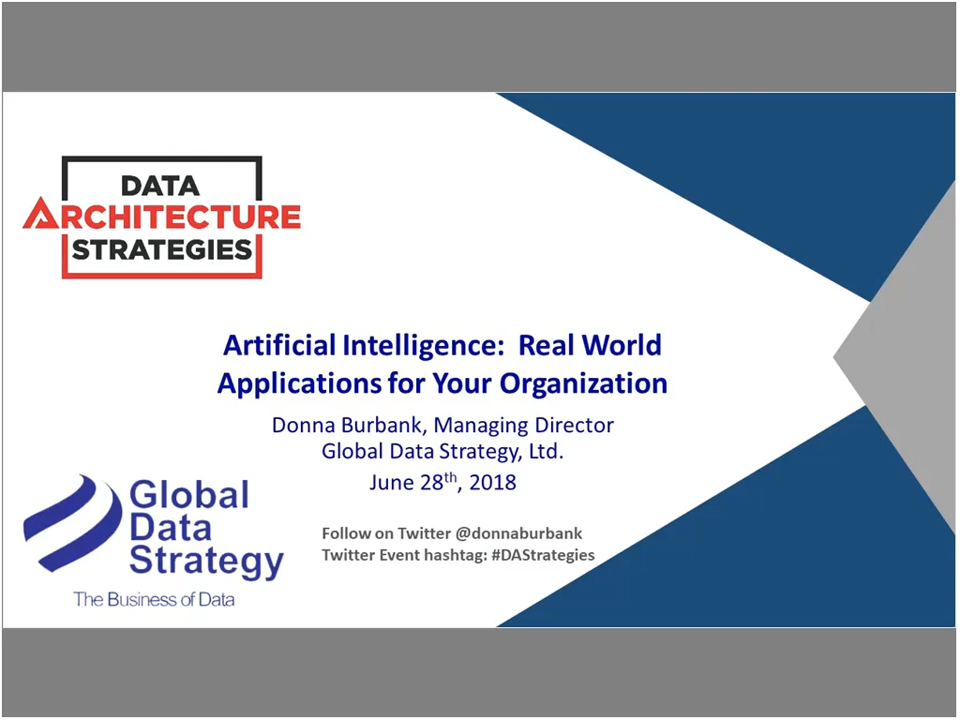 DATA
ARCHITECTURE
STRATEGIES
Artificial Intelligence: Real World
Applications for Your Organization
Donna Burbank, Managing Director
Global Data Strategy, Ltd.
June 28th, 2018
Global
Data
Strategy
The Business of Data
Follow on Twitter @donnaburbank
Twitter Event hashtag: #DAStrategies